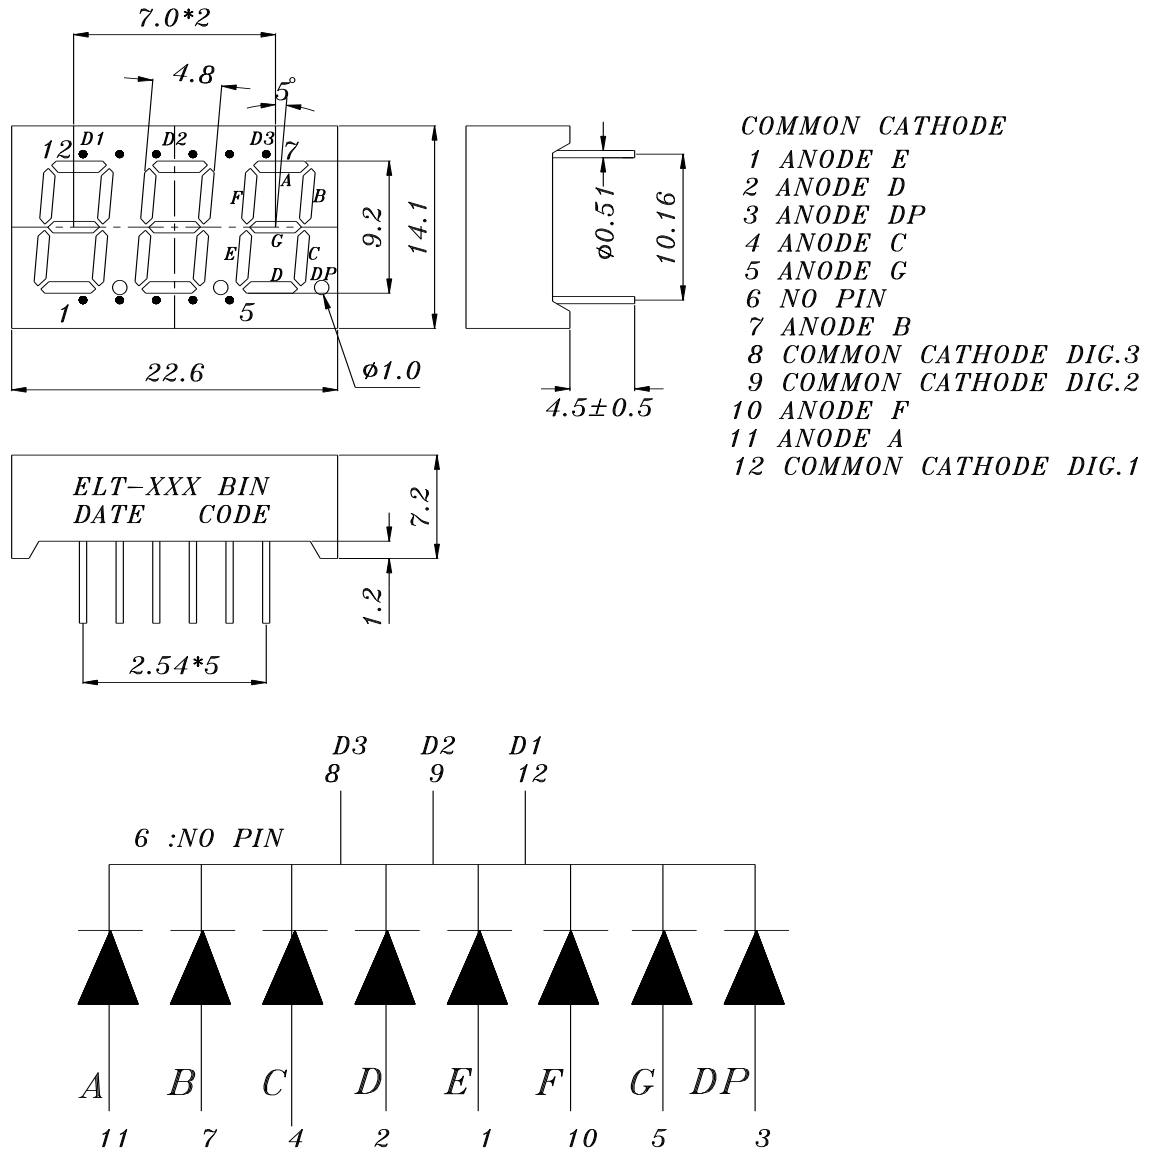 7.0*2
4.8
5°
12 D1 D2 D3 7
A
F B
G
E C
D DP
1 5
9.2
14.1
22.6
ø1.0
ø0.51
10.16
4.5±0.5
COMMON CATHODE
1 ANODE E
2 ANODE D
3 ANODE DP
4 ANODE C
5 ANODE G
6 NO PIN
7 ANODE B
8 COMMON CATHODE DIG.3
9 COMMON CATHODE DIG.2
10 ANODE F
11 ANODE A
12 COMMON CATHODE DIG.1
ELT-XXX BIN
DATE CODE
7.2
1.2
2.54*5
D3 D2 D1
8 9 12
6 :NO PIN
A B C D E F G DP
11 7 4 2 1 10 5 3